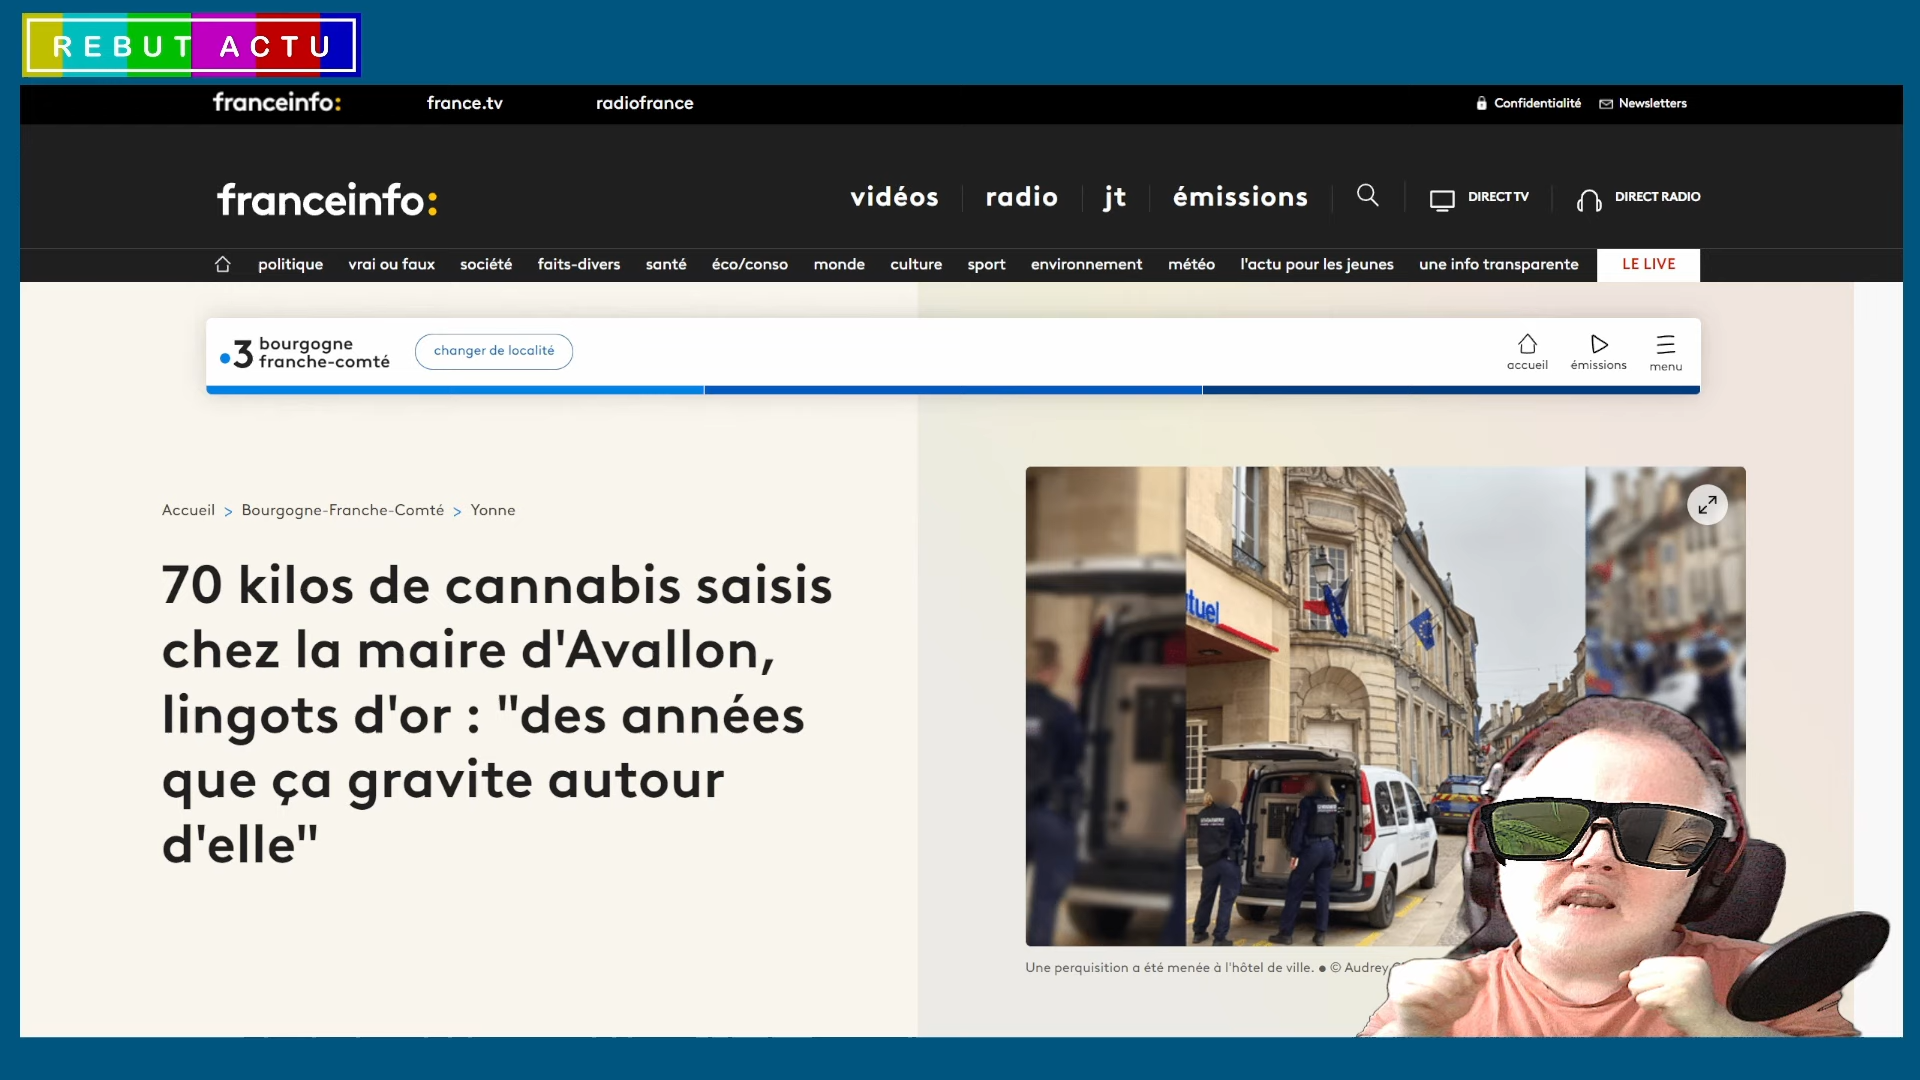 REBUT ACTU
franceinfo: france.tv radiofrance Confidentialité Newsletters
franceinfo: vidéos radio jt émissions DIRECT TV DIRECT RADIO
politique vrai ou faux société faits-divers santé éco/conso monde culture sport environnement météo l'actu pour les jeunes une info transparente LE LIVE
3 bourgogne
franche-comté
changer de localité
accueil émissions menu
Accueil > Bourgogne-Franche-Comté > Yonne
70 kilos de cannabis saisis
chez la maire d'Avallon,
lingots d'or : "des années
que ça gravite autour
d'elle"
tuel
Une perquisition a été menée à l'hôtel de ville. ● © Audrey